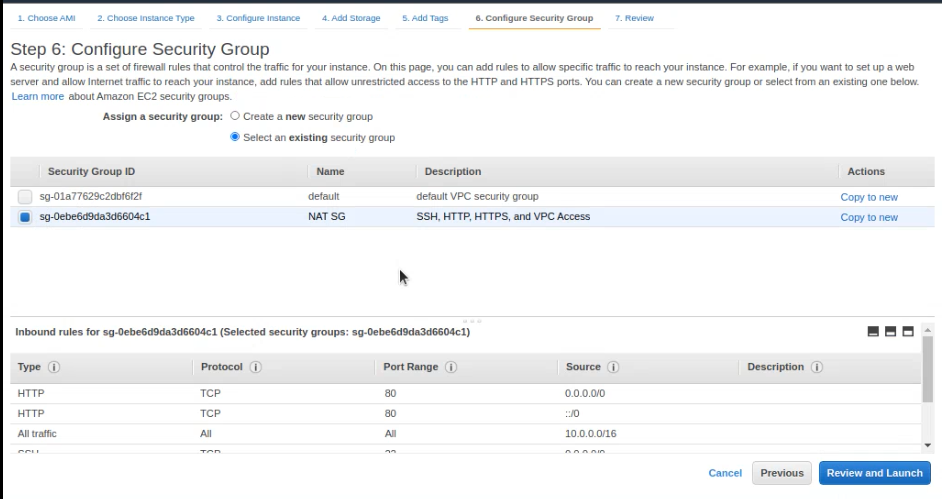 1. Choose AMI 2. Choose Instance Type 3. Configure Instance 4. Add Storage 5. Add Tags 6. Configure Security Group 7. Review
Step 6: Configure Security Group
A security group is a set of firewall rules that control the traffic for your instance. On this page, you can add rules to allow specific traffic to reach your instance. For example, if you want to set up a web
server and allow Internet traffic to reach your instance, add rules that allow unrestricted access to the HTTP and HTTPS ports. You can create a new security group or select from an existing one below.
Learn more about Amazon EC2 security groups.
Assign a security group: Create a new security group
Select an existing security group
Security Group ID Name Description Actions
sg-01a77629c2dbf6f2f default default VPC security group Copy to new
sg-0ebe6d9da3d6604c1 NAT SG SSH, HTTP, HTTPS, and VPC Access Copy to new
Inbound rules for sg-0ebe6d9da3d6604c1 (Selected security groups: sg-0ebe6d9da3d6604c1)
Type Protocol Port Range Source Description
HTTP TCP 80 0.0.0.0/0
HTTP TCP 80 ::/0
All traffic All All 10.0.0.0/16
SSH TCP 22 0.0.0.0/0
Cancel Previous Review and Launch